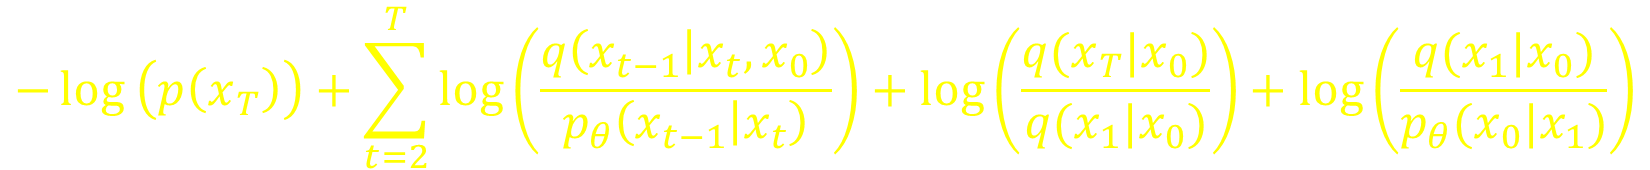 −log(p(x_T)) + ∑_{t=2}^{T} log(q(x_{t−1}|x_t, x_0) / p_θ(x_{t−1}|x_t)) + log(q(x_T|x_0) / q(x_1|x_0)) + log(q(x_1|x_0) / p_θ(x_0|x_1))